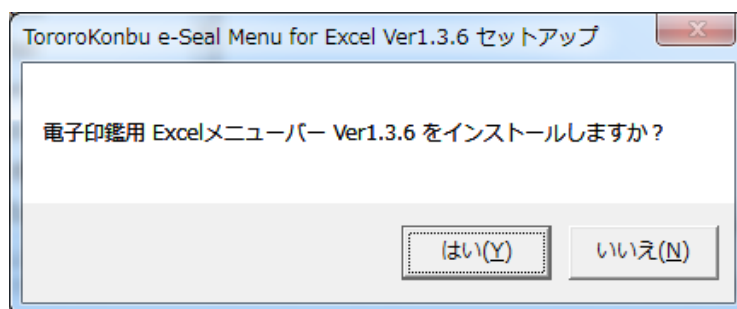 TororoKonbu e-Seal Menu for Excel Ver1.3.6 セットアップ
電子印鑑用 Excelメニューバー Ver1.3.6 をインストールしますか？
はい(Y) いいえ(N)